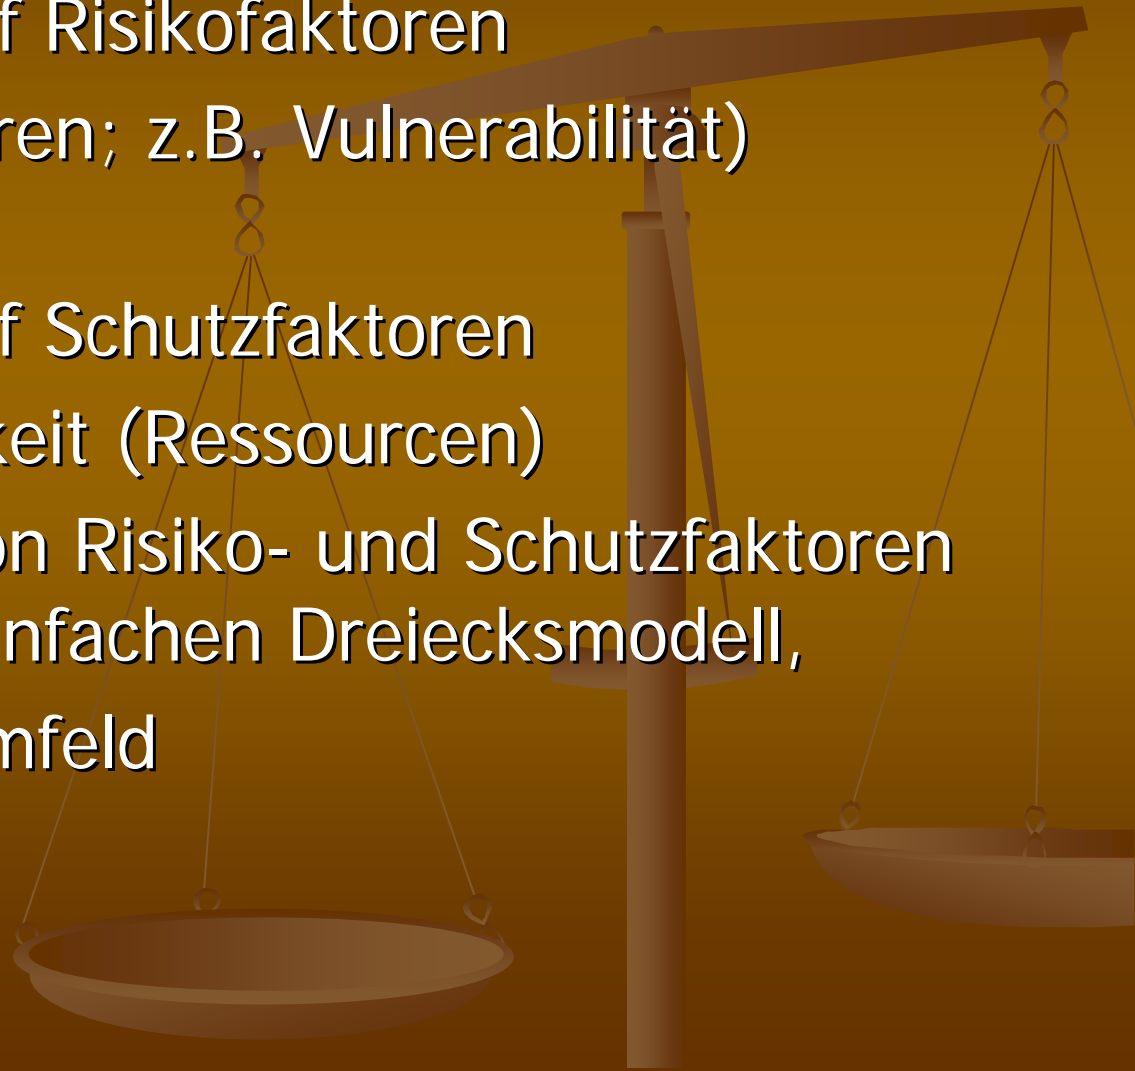 f Risikofaktoren
ren; z.B. Vulnerabilität)
f Schutzfaktoren
keit (Ressourcen)
on Risiko- und Schutzfaktoren
nfachen Dreiecksmodell,
mfeld